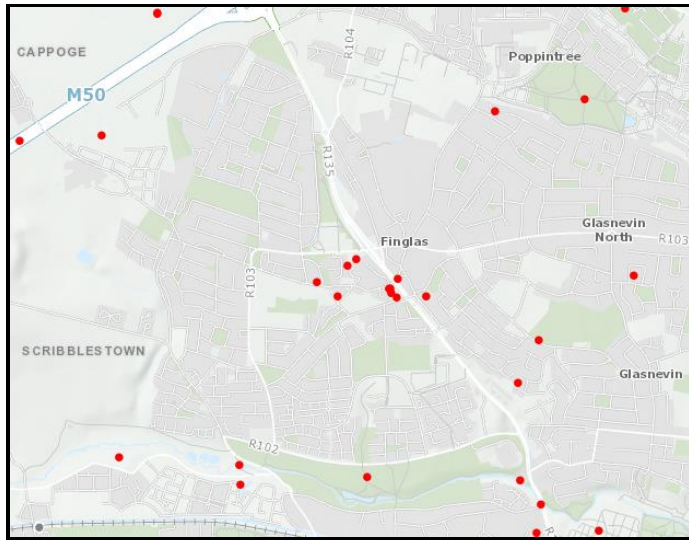 CAPPOGE
R104
Poppintree
M50
R135
Finglas
Glasnevin
North
R103
R103
SCRIBBLESTOWN
Glasnevin
R102